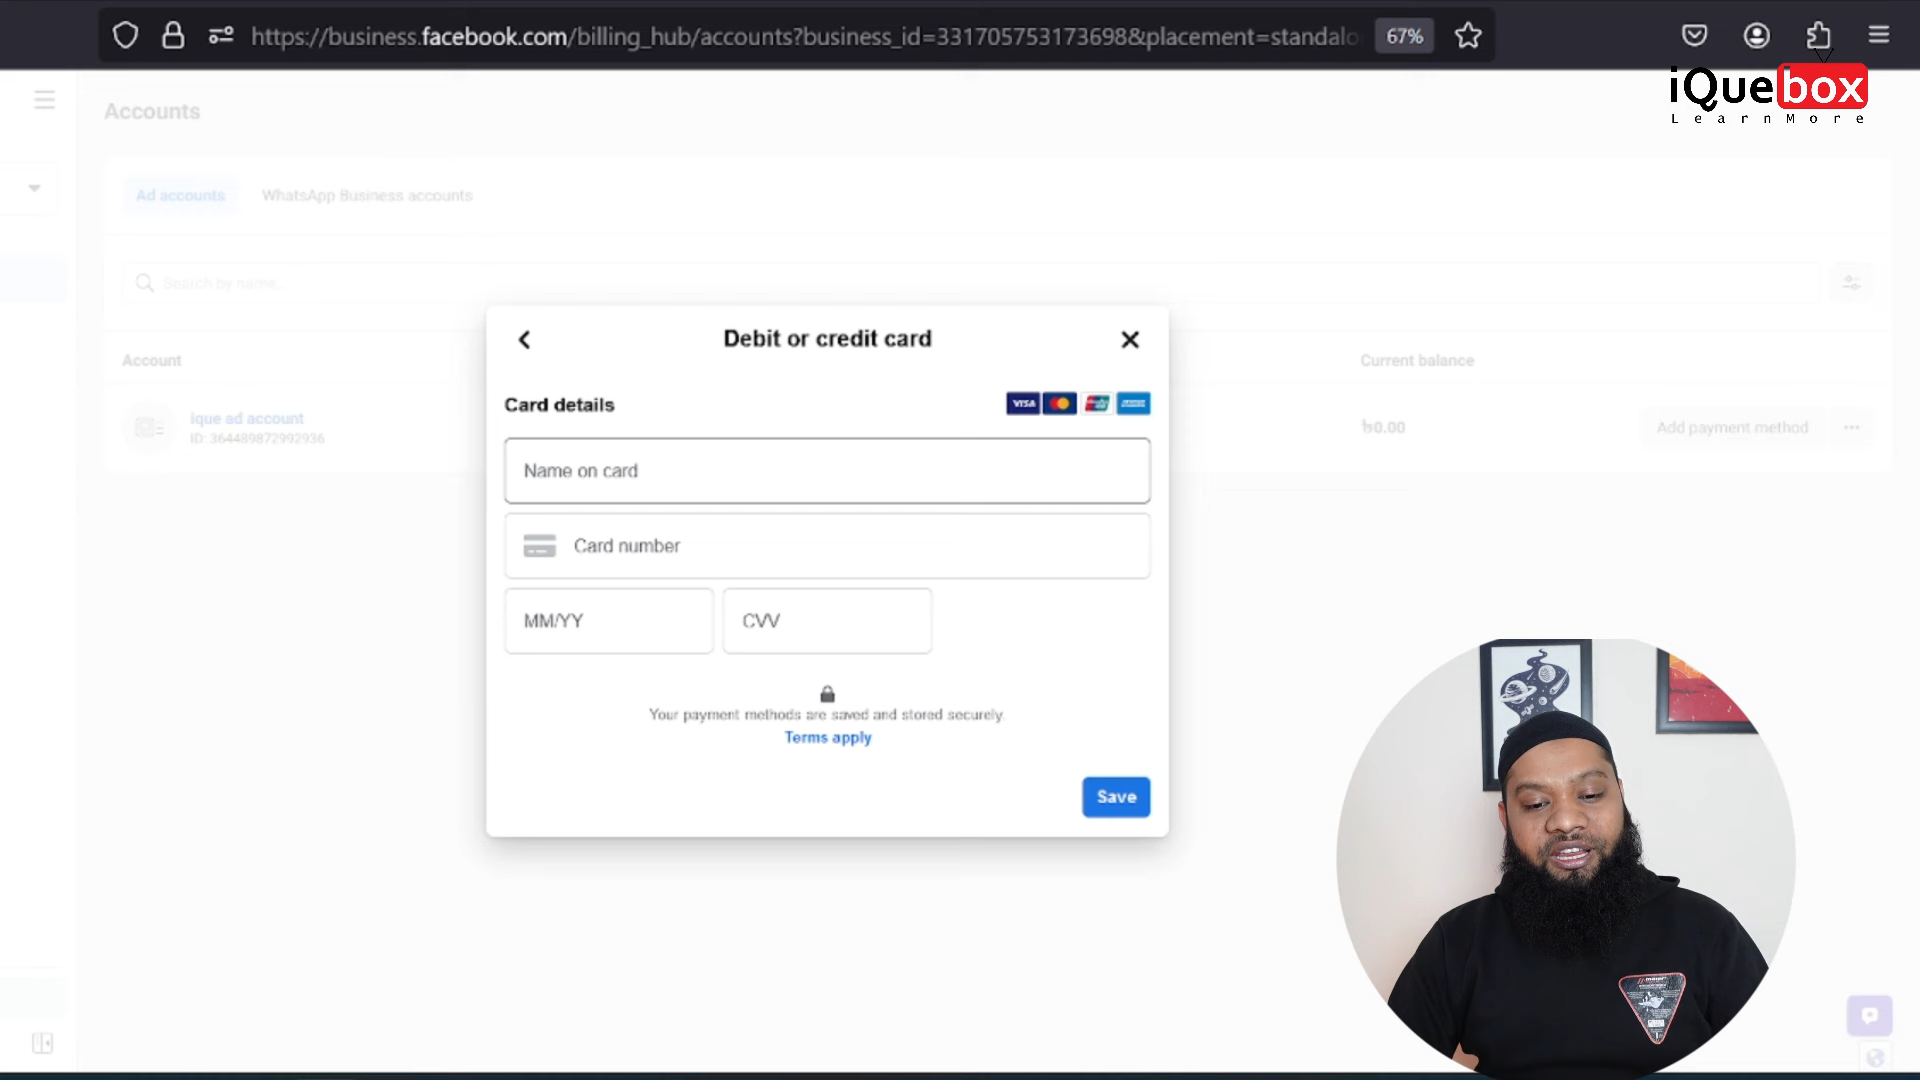 https://business.facebook.com/billing_hub/accounts?business_id=331705753173698&placement=standalo
67%
iQuebox
LearnMore
Accounts
Ad accounts
WhatsApp Business accounts
Search by name...
Debit or credit card
Account
Current balance
Card details
VISA
ique ad account
ID: 364489872992936
৳0.00
Add payment method
Name on card
Card number
MM/YY
CVV
Your payment methods are saved and stored securely.
Terms apply
Save